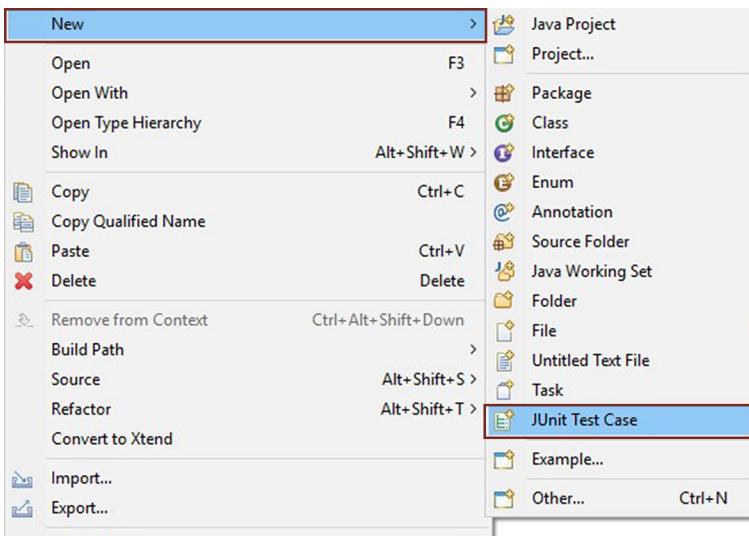 New
Open F3
Open With
Open Type Hierarchy F4
Show In Alt+Shift+W
Copy Ctrl+C
Copy Qualified Name
Paste Ctrl+V
Delete Delete
Remove from Context Ctrl+Alt+Shift+Down
Build Path
Source Alt+Shift+S
Refactor Alt+Shift+T
Convert to Xtend
Import...
Export...
Java Project
Project...
Package
Class
Interface
Enum
Annotation
Source Folder
Java Working Set
Folder
File
Untitled Text File
Task
JUnit Test Case
Example...
Other... Ctrl+N